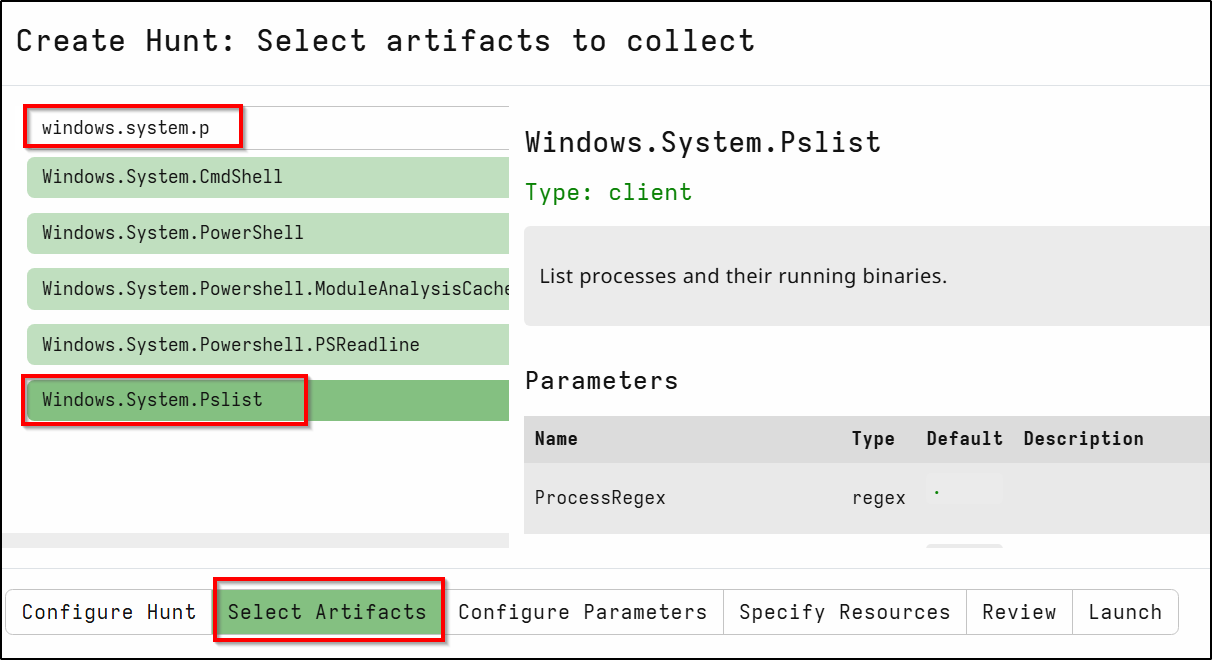 Create Hunt: Select artifacts to collect
windows.system.p
Windows.System.CmdShell
Windows.System.PowerShell
Windows.System.Powershell.ModuleAnalysisCache
Windows.System.Powershell.PSReadline
Windows.System.Pslist
Windows.System.Pslist
Type: client
List processes and their running binaries.
Parameters
Name Type Default Description
ProcessRegex regex .
Configure Hunt Select Artifacts Configure Parameters Specify Resources Review Launch